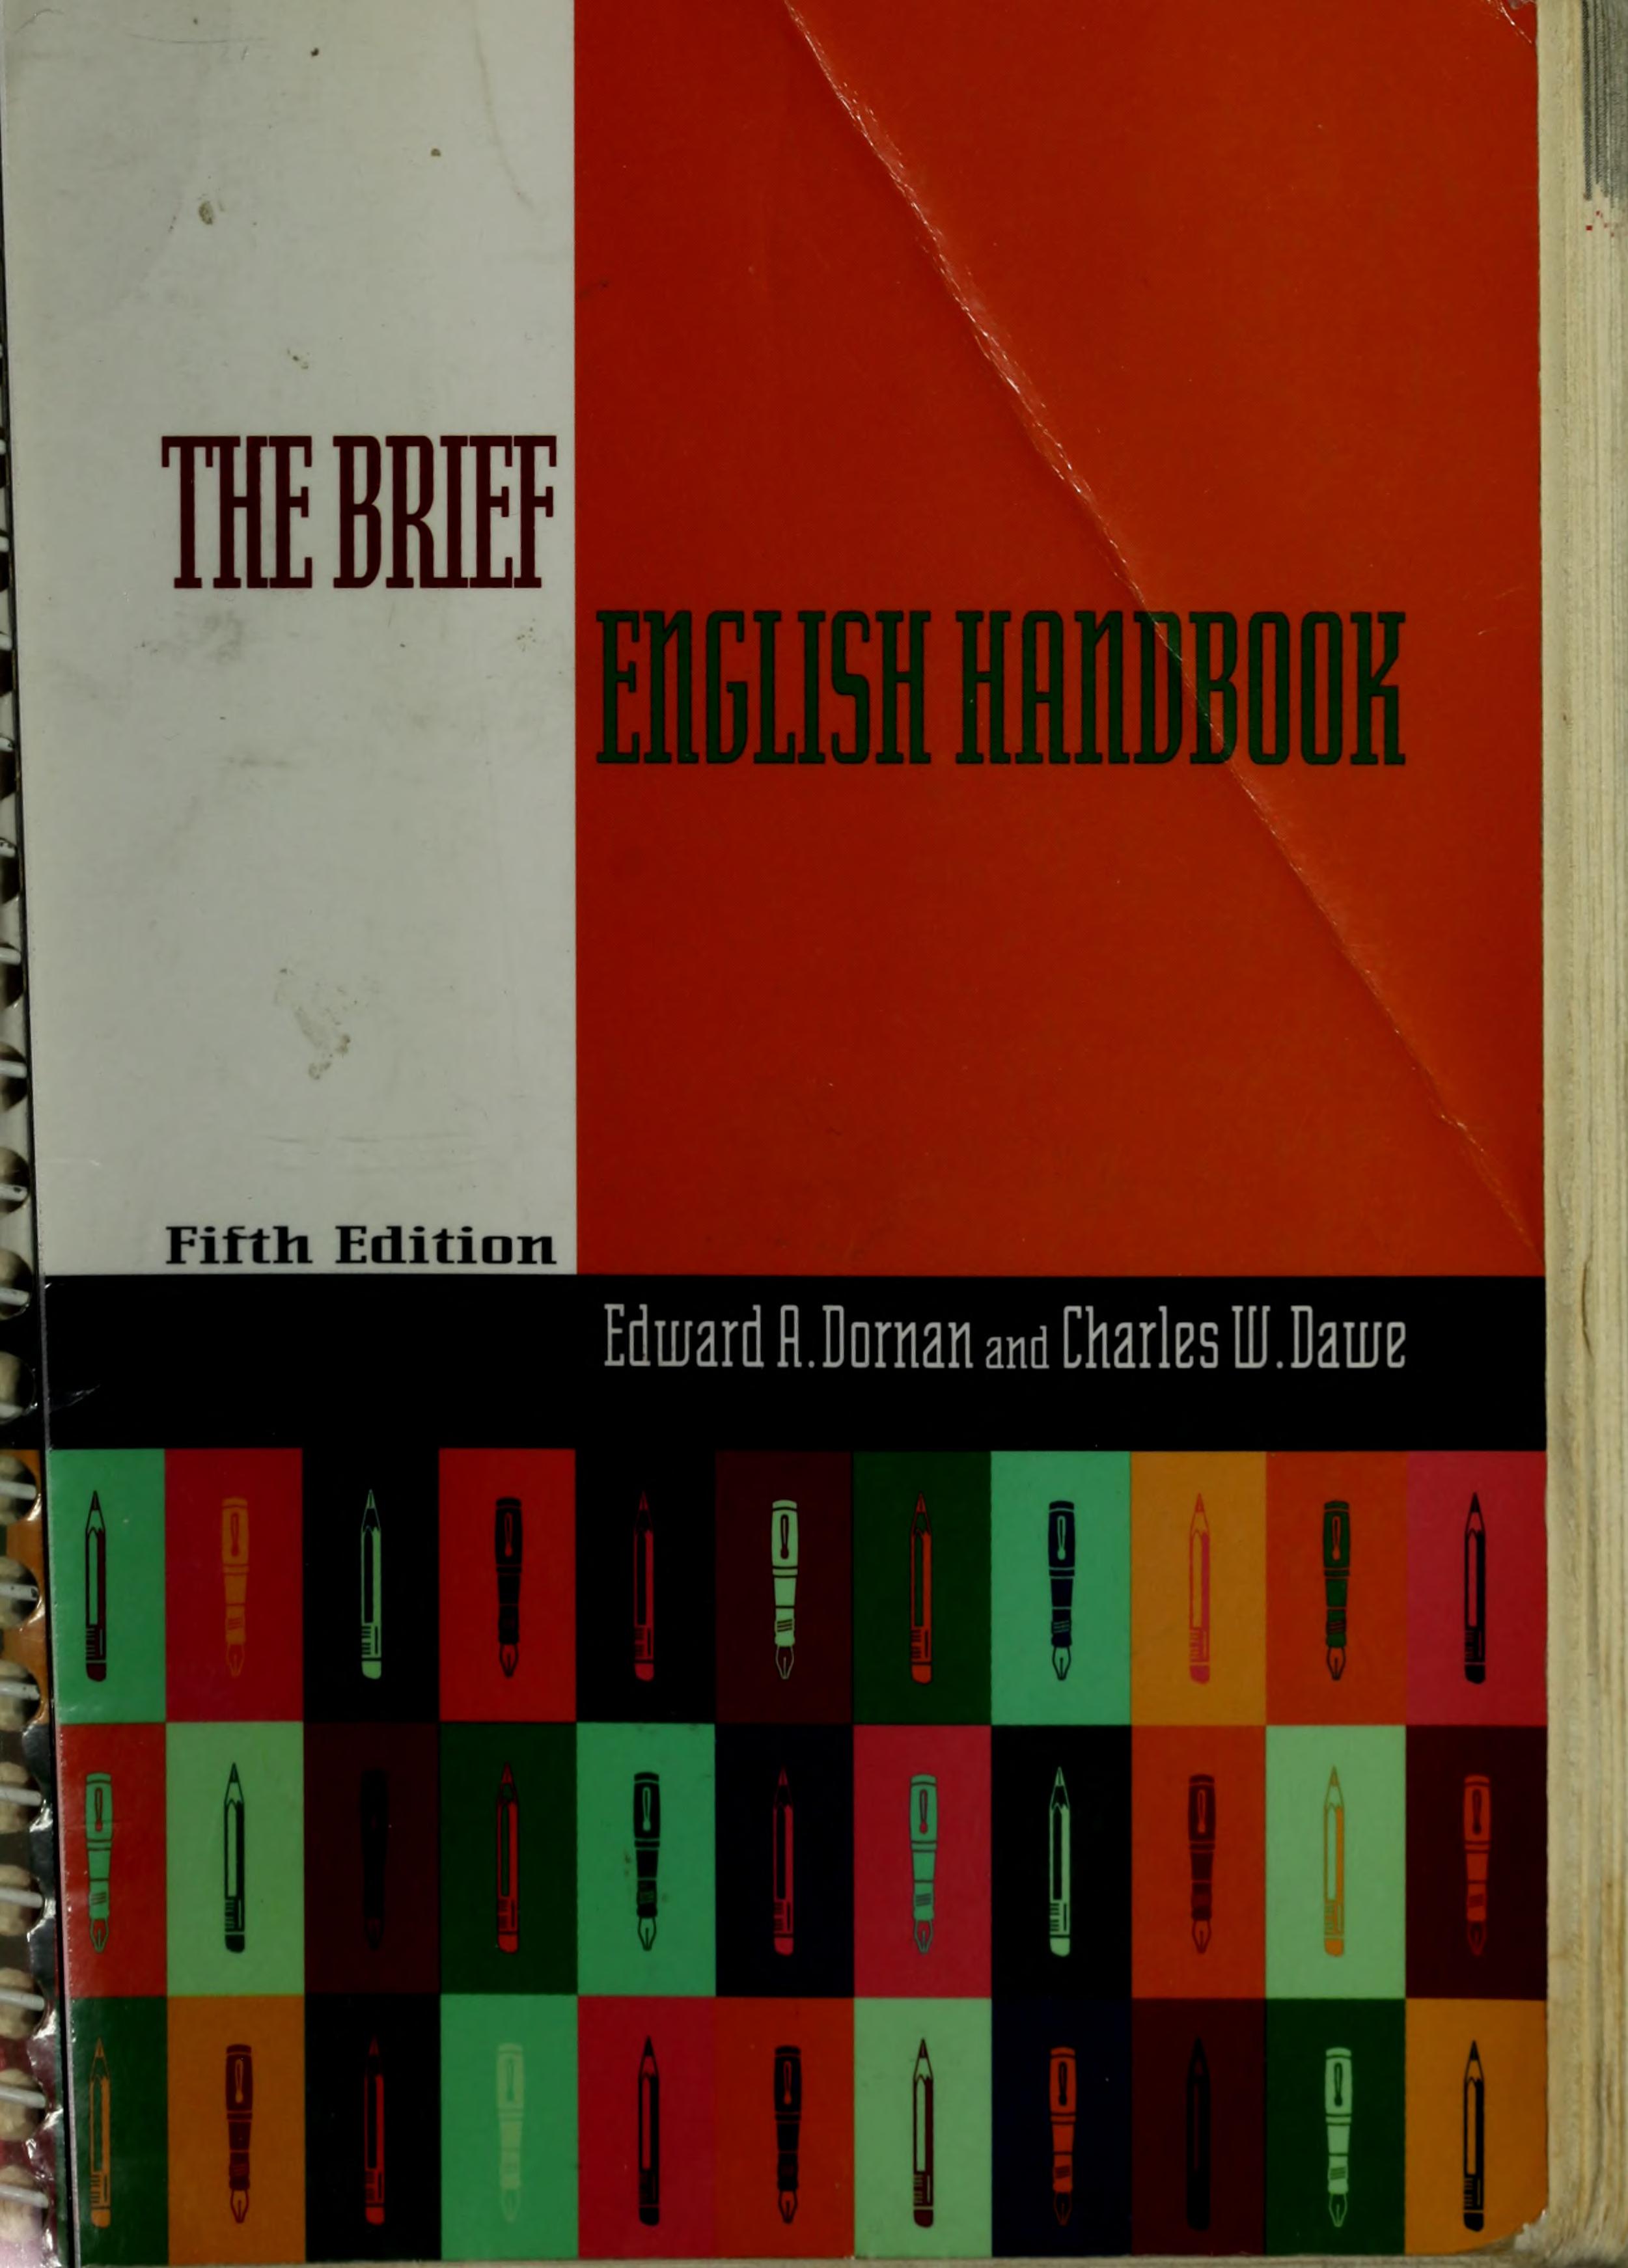 THE BRIEF
ENGLISH HANDBOOK
Fifth Edition
Edward A. Dornan and Charles W. Dawe